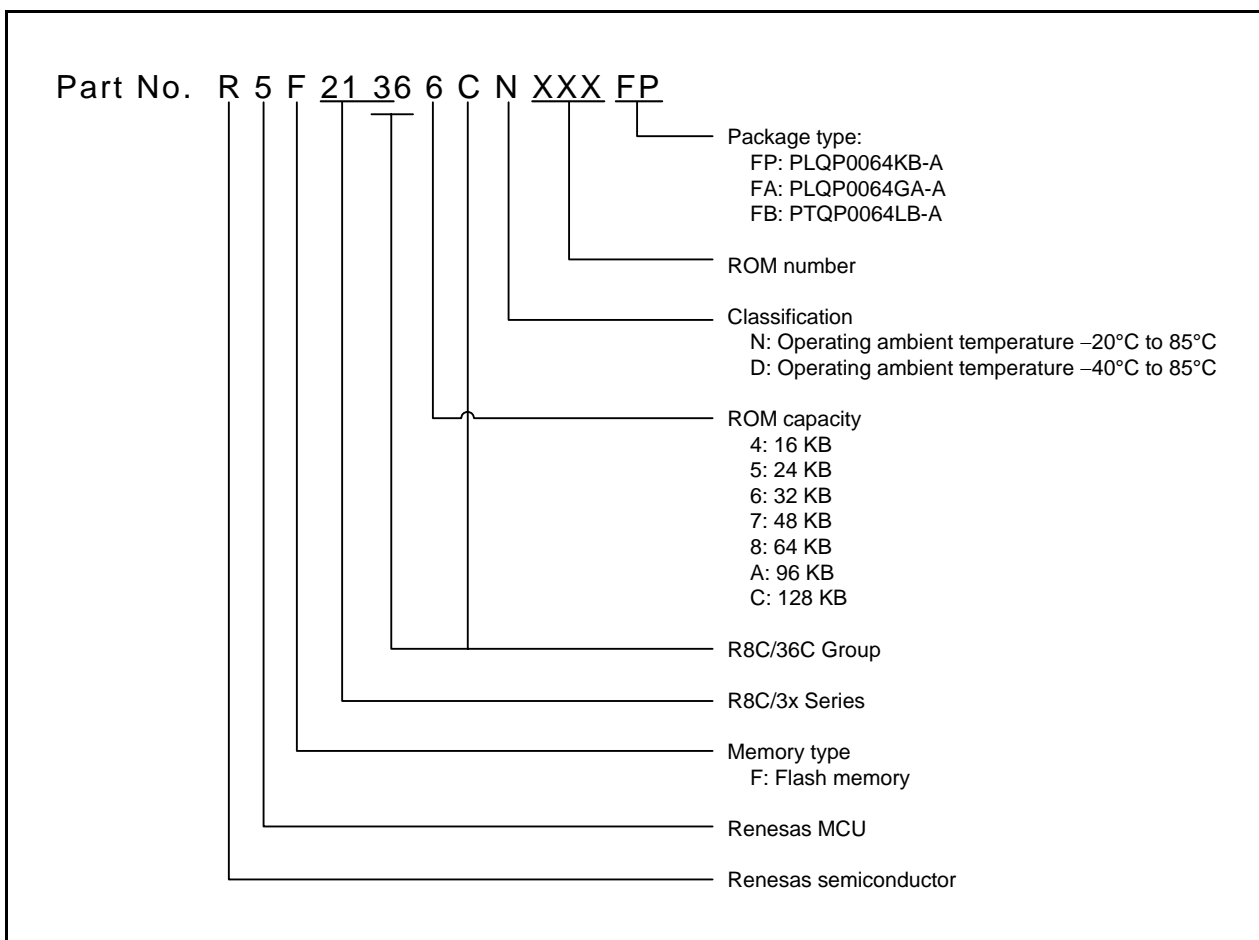 Part No. R 5 F 21 36 6 C N XXX FP
Package type:
FP: PLQP0064KB-A
FA: PLQP0064GA-A
FB: PTQP0064LB-A
ROM number
Classification
N: Operating ambient temperature −20°C to 85°C
D: Operating ambient temperature −40°C to 85°C
ROM capacity
4: 16 KB
5: 24 KB
6: 32 KB
7: 48 KB
8: 64 KB
A: 96 KB
C: 128 KB
R8C/36C Group
R8C/3x Series
Memory type
F: Flash memory
Renesas MCU
Renesas semiconductor